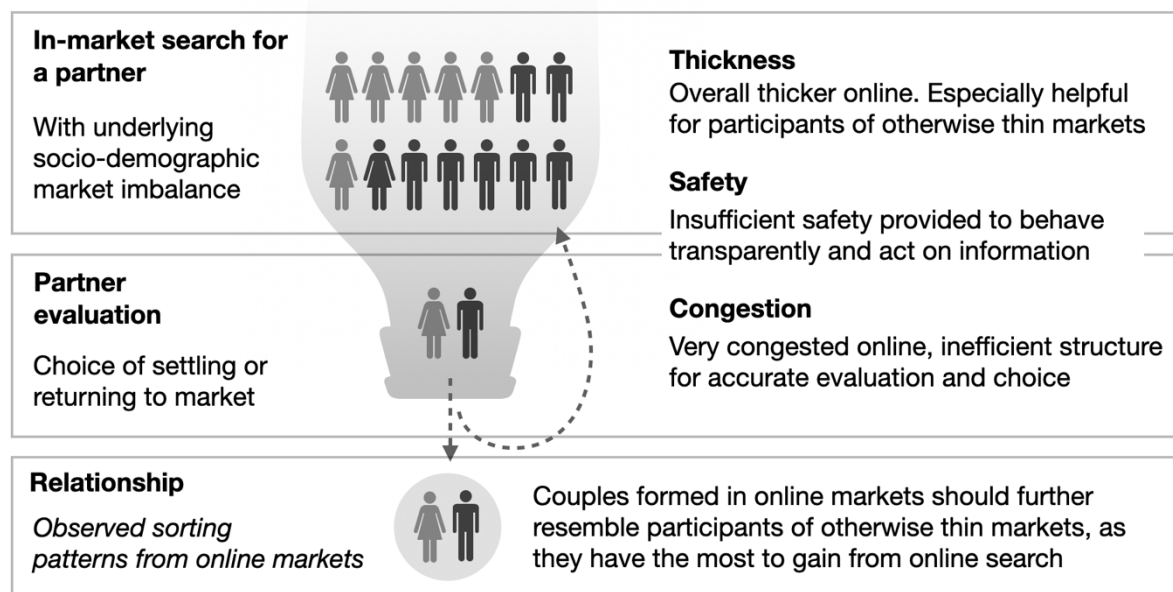 In-market search for
a partner
With underlying
socio-demographic
market imbalance
Thickness
Overall thicker online. Especially helpful
for participants of otherwise thin markets
Safety
Insufficient safety provided to behave
transparently and act on information
Partner
evaluation
Choice of settling or
returning to market
Congestion
Very congested online, inefficient structure
for accurate evaluation and choice
Relationship
Observed sorting
patterns from online markets
Couples formed in online markets should further
resemble participants of otherwise thin markets, as
they have the most to gain from online search